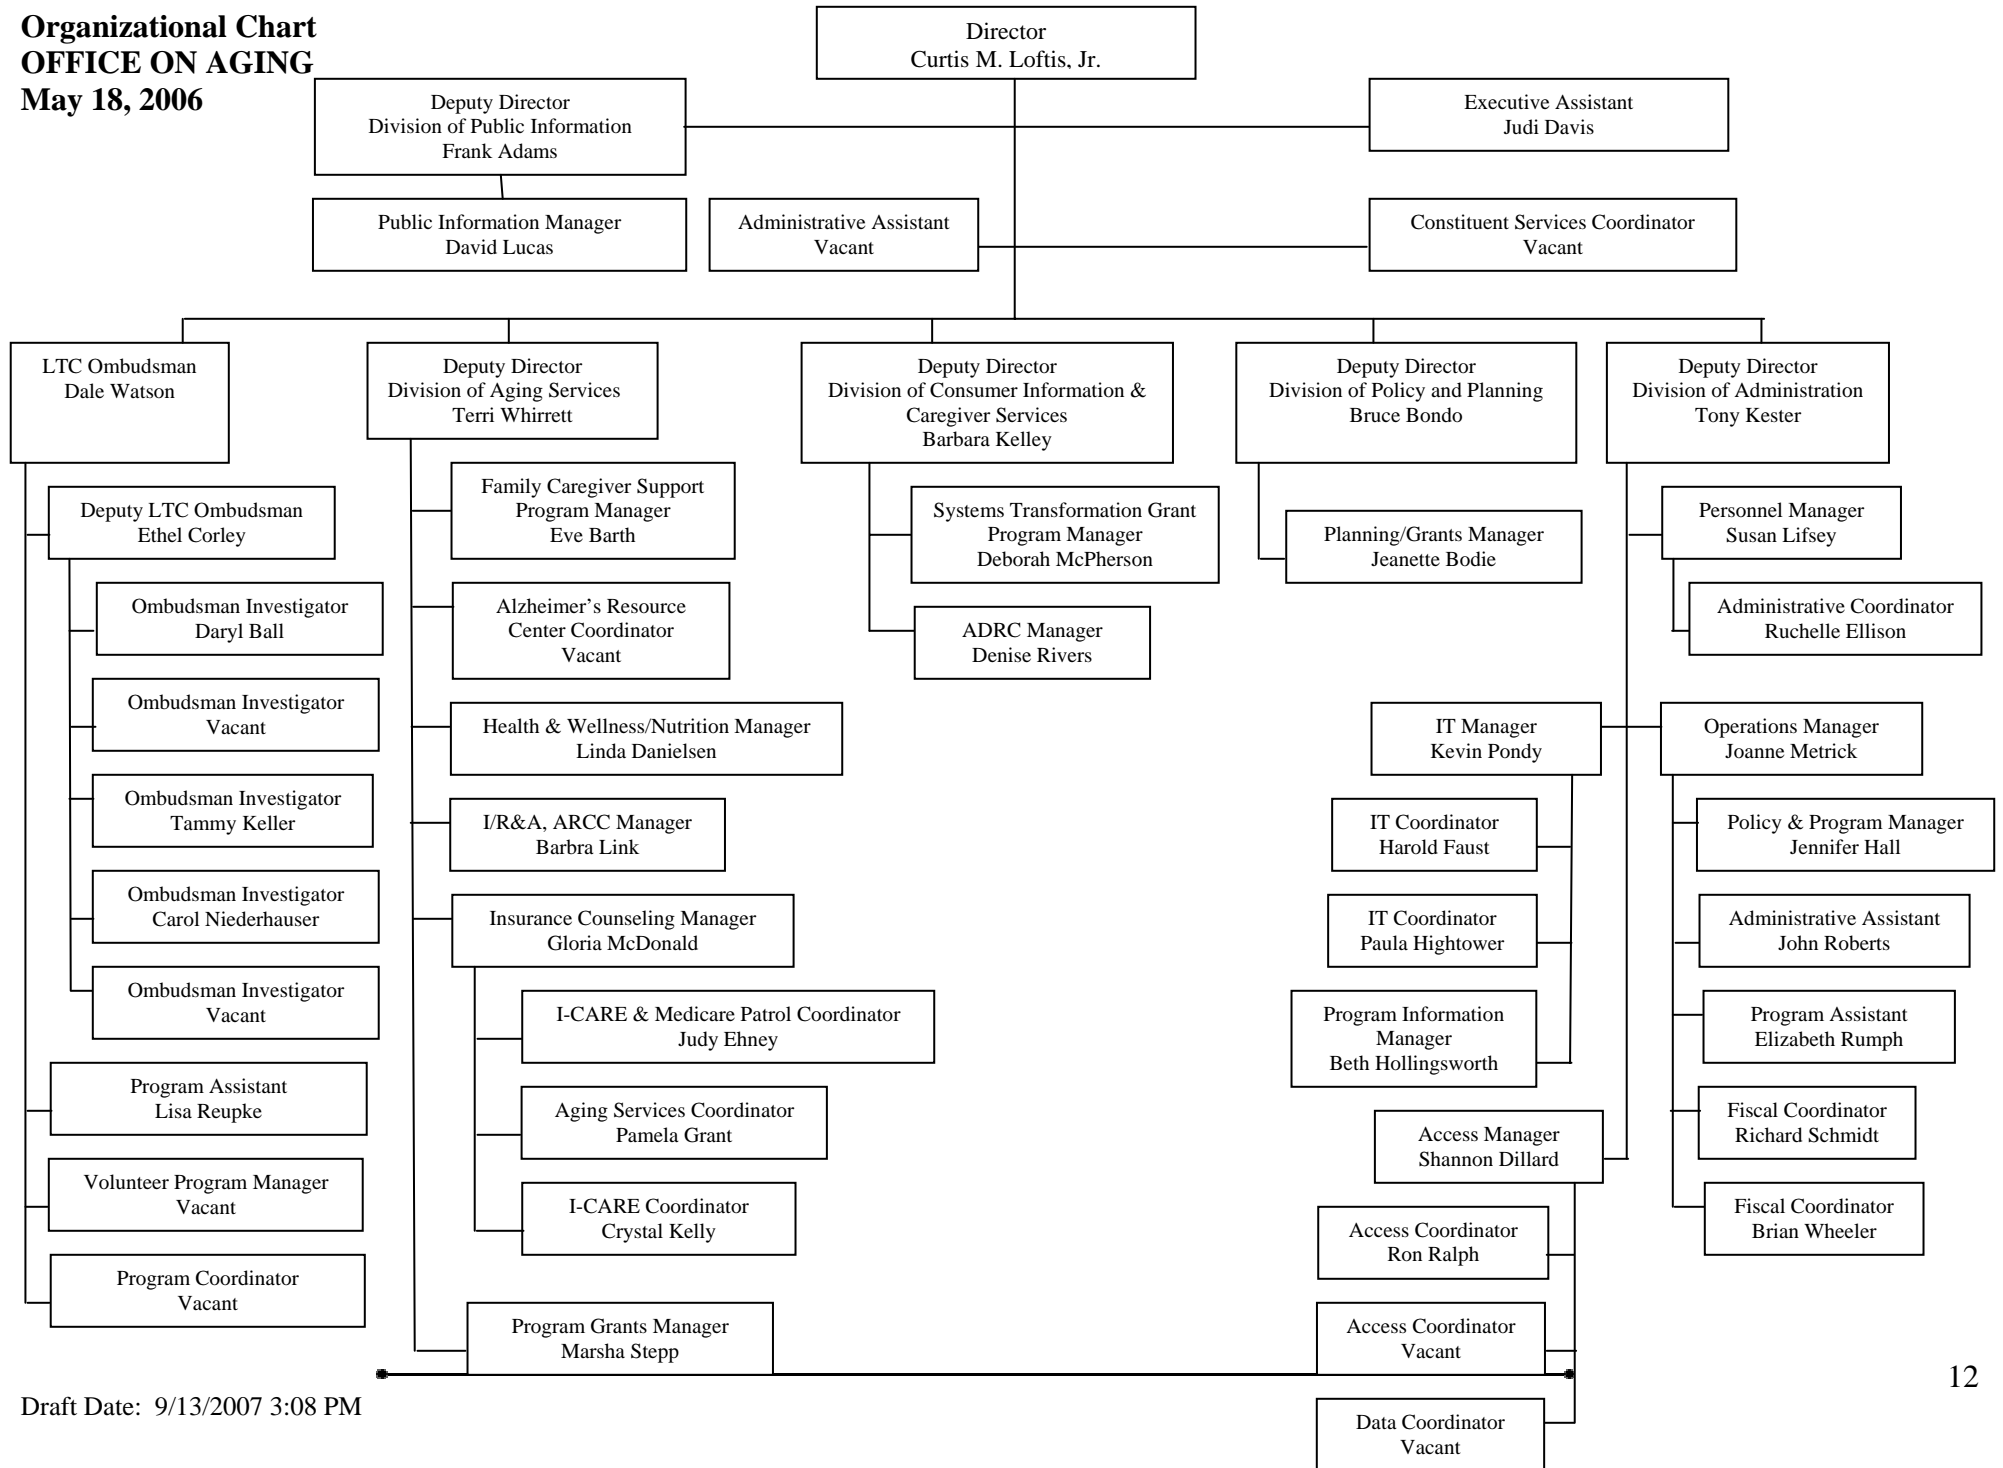 Organizational Chart
OFFICE ON AGING
May 18, 2006
Director
Curtis M. Loftis, Jr.
Deputy Director
Division of Public Information
Frank Adams
Executive Assistant
Judi Davis
Public Information Manager
David Lucas
Administrative Assistant
Vacant
Constituent Services Coordinator
Vacant
LTC Ombudsman
Dale Watson
Deputy LTC Ombudsman
Ethel Corley
Ombudsman Investigator
Daryl Ball
Ombudsman Investigator
Vacant
Ombudsman Investigator
Tammy Keller
Ombudsman Investigator
Carol Niederhauser
Ombudsman Investigator
Vacant
Program Assistant
Lisa Reupke
Volunteer Program Manager
Vacant
Program Coordinator
Vacant
Deputy Director
Division of Aging Services
Terri Whirrett
Family Caregiver Support
Program Manager
Eve Barth
Alzheimer’s Resource
Center Coordinator
Vacant
Health & Wellness/Nutrition Manager
Linda Danielsen
I/R&A, ARCC Manager
Barbra Link
Insurance Counseling Manager
Gloria McDonald
I-CARE & Medicare Patrol Coordinator
Judy Ehney
Aging Services Coordinator
Pamela Grant
I-CARE Coordinator
Crystal Kelly
Program Grants Manager
Marsha Stepp
Deputy Director
Division of Consumer Information &
Caregiver Services
Barbara Kelley
Systems Transformation Grant
Program Manager
Deborah McPherson
ADRC Manager
Denise Rivers
Deputy Director
Division of Policy and Planning
Bruce Bondo
Planning/Grants Manager
Jeanette Bodie
Deputy Director
Division of Administration
Tony Kester
Personnel Manager
Susan Lifsey
Administrative Coordinator
Ruchelle Ellison
IT Manager
Kevin Pondy
IT Coordinator
Harold Faust
IT Coordinator
Paula Hightower
Program Information
Manager
Beth Hollingsworth
Operations Manager
Joanne Metrick
Policy & Program Manager
Jennifer Hall
Administrative Assistant
John Roberts
Program Assistant
Elizabeth Rumph
Fiscal Coordinator
Richard Schmidt
Fiscal Coordinator
Brian Wheeler
Access Manager
Shannon Dillard
Access Coordinator
Ron Ralph
Access Coordinator
Vacant
Data Coordinator
Vacant
Draft Date: 9/13/2007 3:08 PM
12